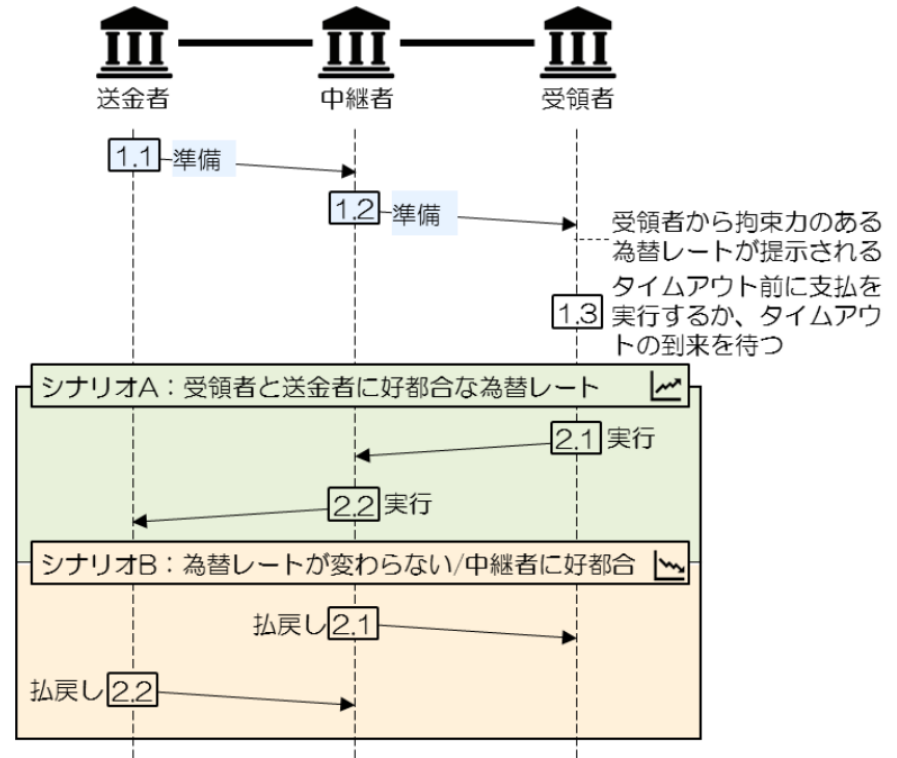 送金者
中継者
受領者
1.1 準備
1.2 準備
受領者から拘束力のある
為替レートが提示される
1.3
タイムアウト前に支払を
実行するか、タイムアウ
トの到来を待つ
シナリオA：受領者と送金者に好都合な為替レート
2.1 実行
2.2 実行
シナリオB：為替レートが変わらない/中継者に好都合
払戻し 2.1
払戻し 2.2